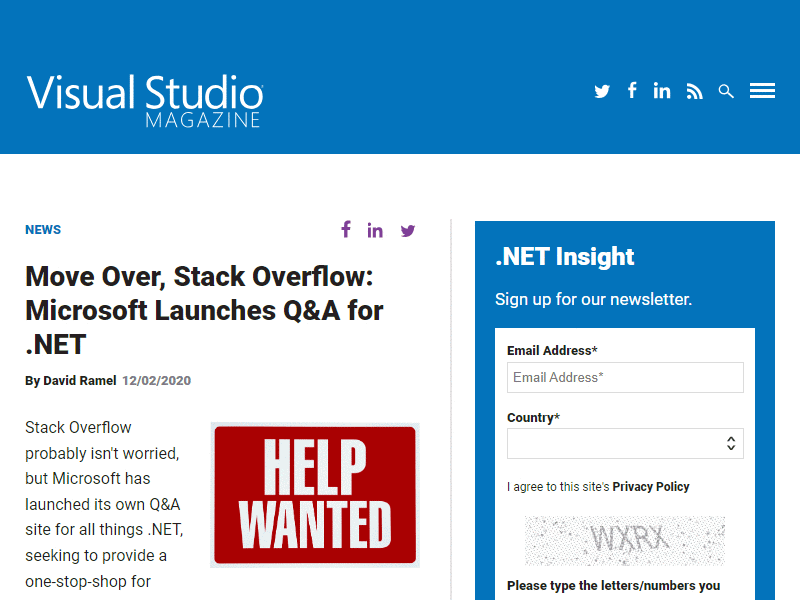 Visual Studio
MAGAZINE
NEWS
Move Over, Stack Overflow:
Microsoft Launches Q&A for
.NET
By David Ramel 12/02/2020
Stack Overflow
probably isn't worried,
but Microsoft has
launched its own Q&A
site for all things .NET,
seeking to provide a
one-stop-shop for
HELP
WANTED
.NET Insight
Sign up for our newsletter.
Email Address*
Email Address*
Country*
I agree to this site's Privacy Policy
WXRX
Please type the letters/numbers you